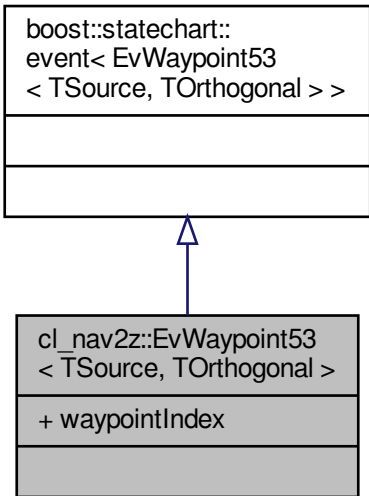 boost::statechart::
event< EvWaypoint53
< TSource, TOrthogonal > >
cl_nav2z::EvWaypoint53
< TSource, TOrthogonal >
+ waypointIndex